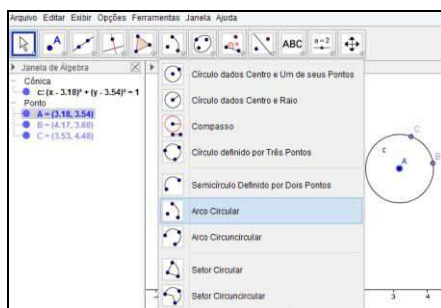 Arquivo Editar Exibir Opções Ferramentas Janela Ajuda
A
ABC
a=2
Janela de Álgebra
Cônica
c: (x - 3.18)² + (y - 3.54)² = 1
Ponto
A = (3.18, 3.54)
B = (4.17, 3.68)
C = (3.53, 4.48)
Círculo dados Centro e Um de seus Pontos
Círculo dados Centro e Raio
Compasso
Círculo definido por Três Pontos
Semicírculo Definido por Dois Pontos
Arco Circular
Arco Circuncircular
Setor Circular
Setor Circuncircular
C
c
A
B
3
4